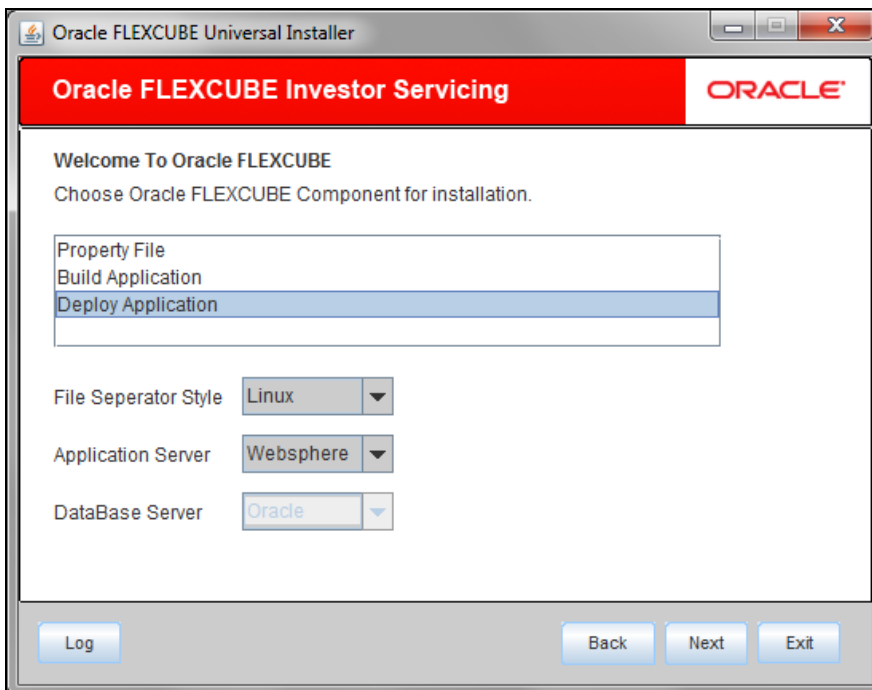 Oracle FLEXCUBE Universal Installer
Oracle FLEXCUBE Investor Servicing
ORACLE
Welcome To Oracle FLEXCUBE
Choose Oracle FLEXCUBE Component for installation.
Property File
Build Application
Deploy Application
File Seperator Style Linux
Application Server Websphere
DataBase Server Oracle
Log Back Next Exit